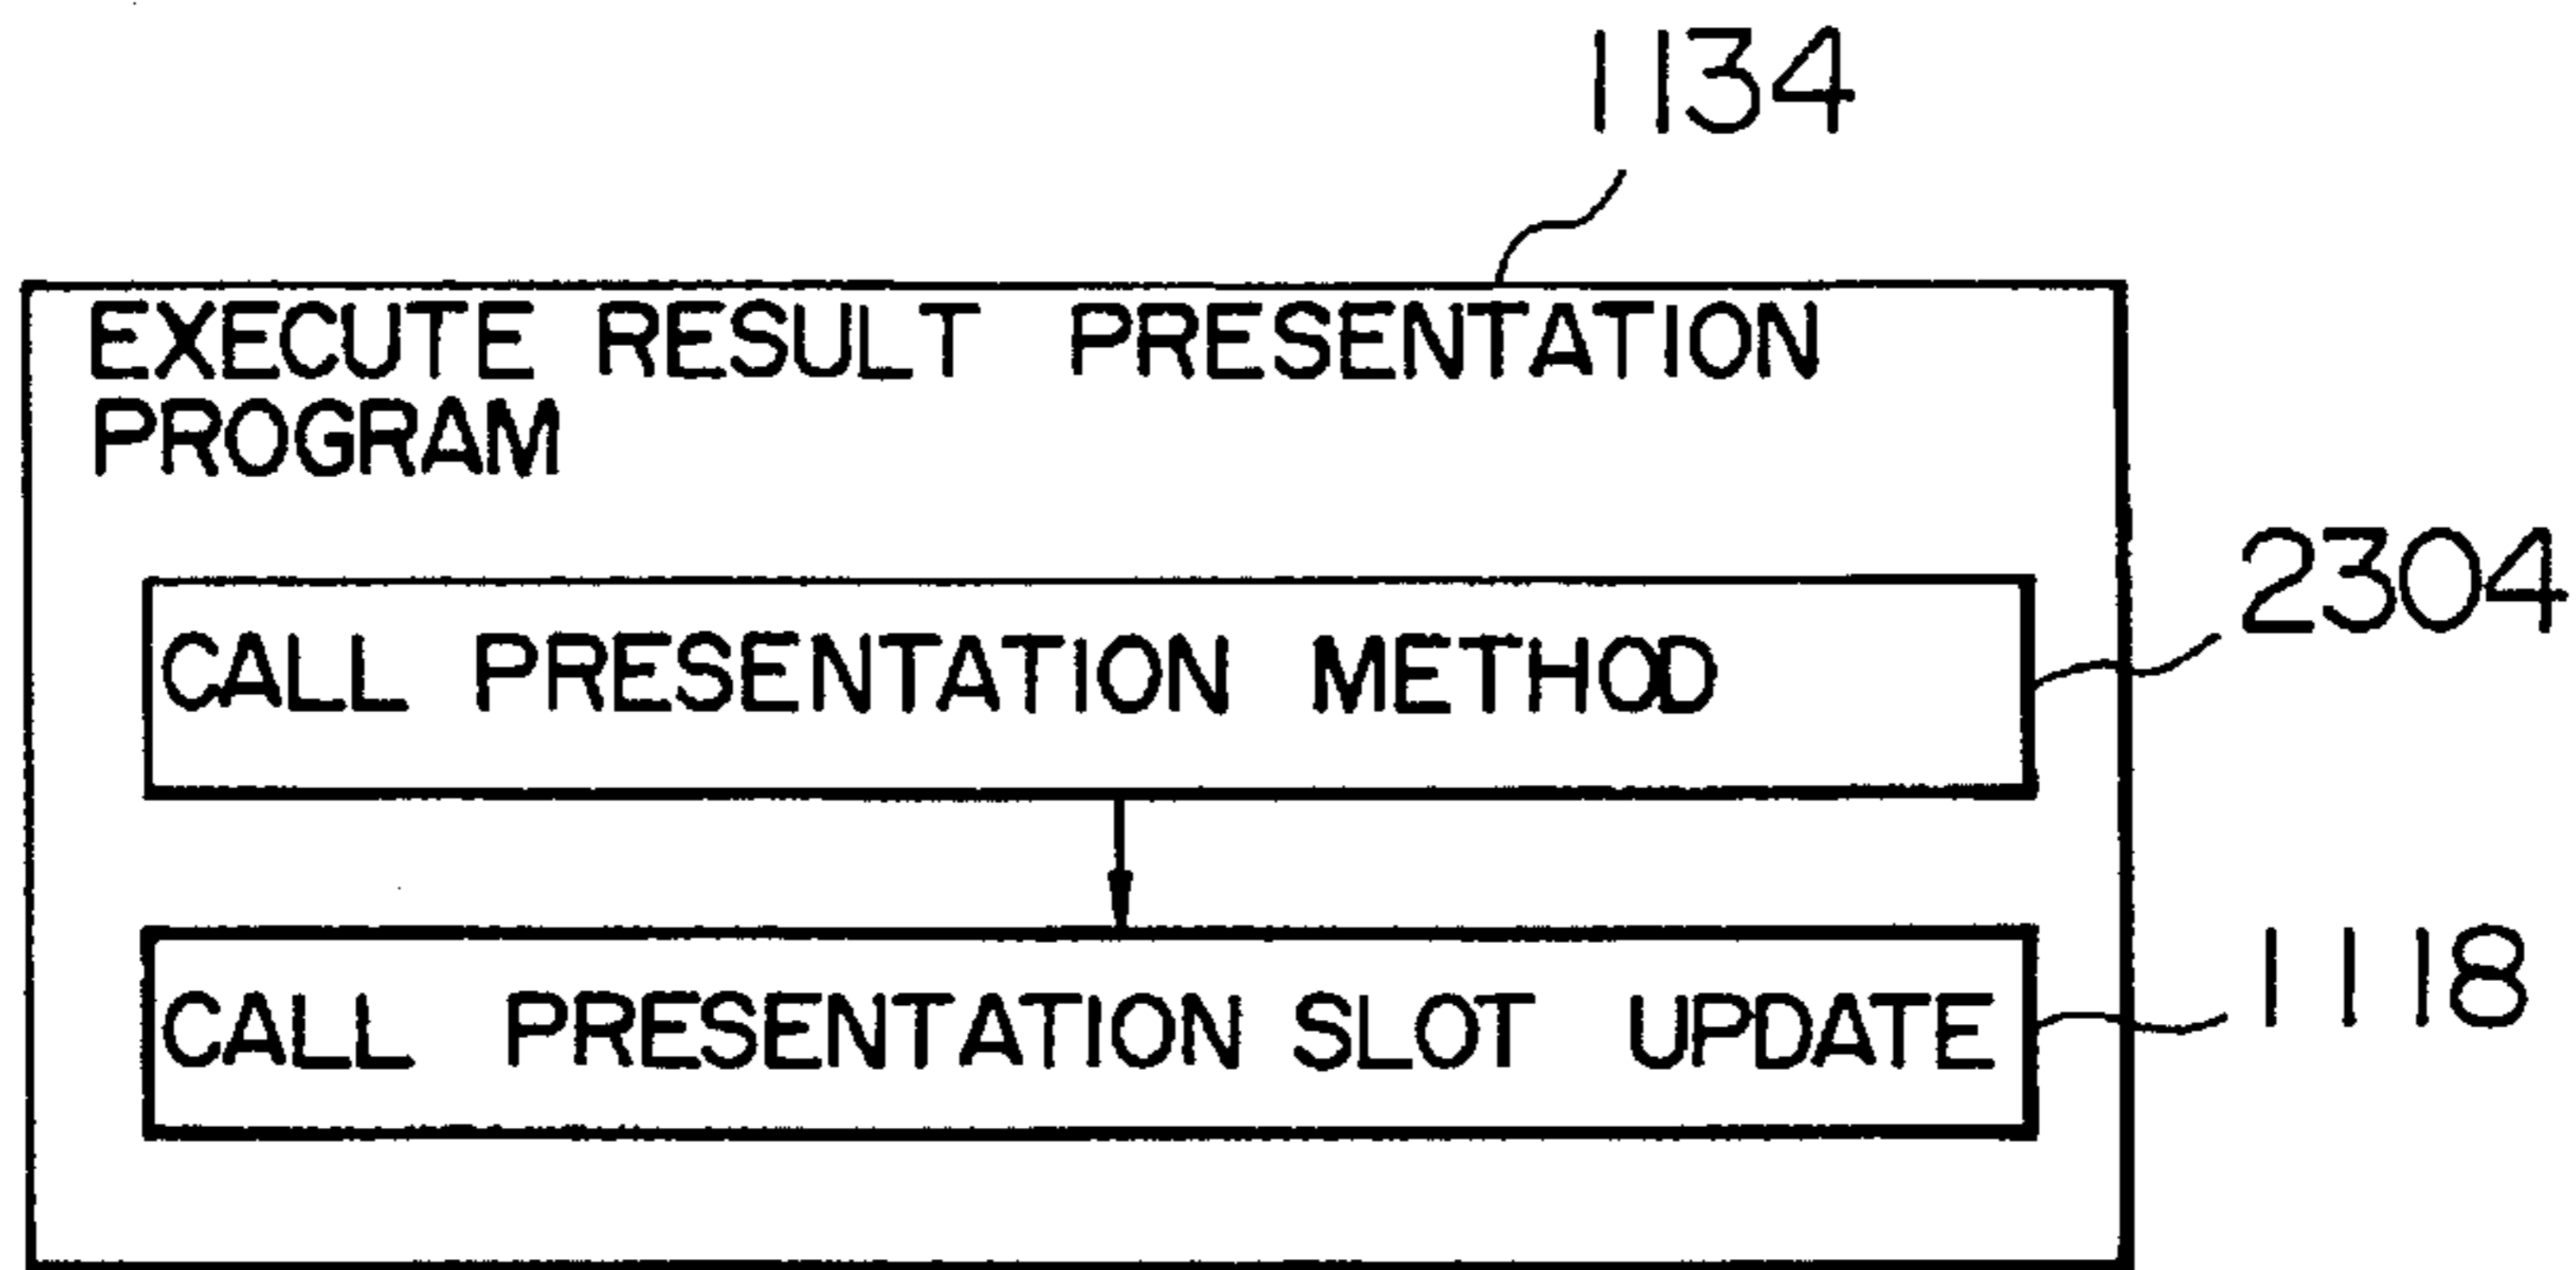 1134
EXECUTE RESULT PRESENTATION
PROGRAM
CALL PRESENTATION METHOD
2304
CALL PRESENTATION SLOT UPDATE
1118